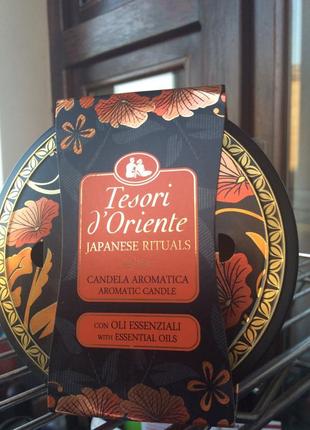 Tesori
d'Oriente
JAPANESE RITUALS
CANDELA AROMATICA
AROMATIC CANDLE
CON OLI ESSENZIALI
WITH ESSENTIAL OILS